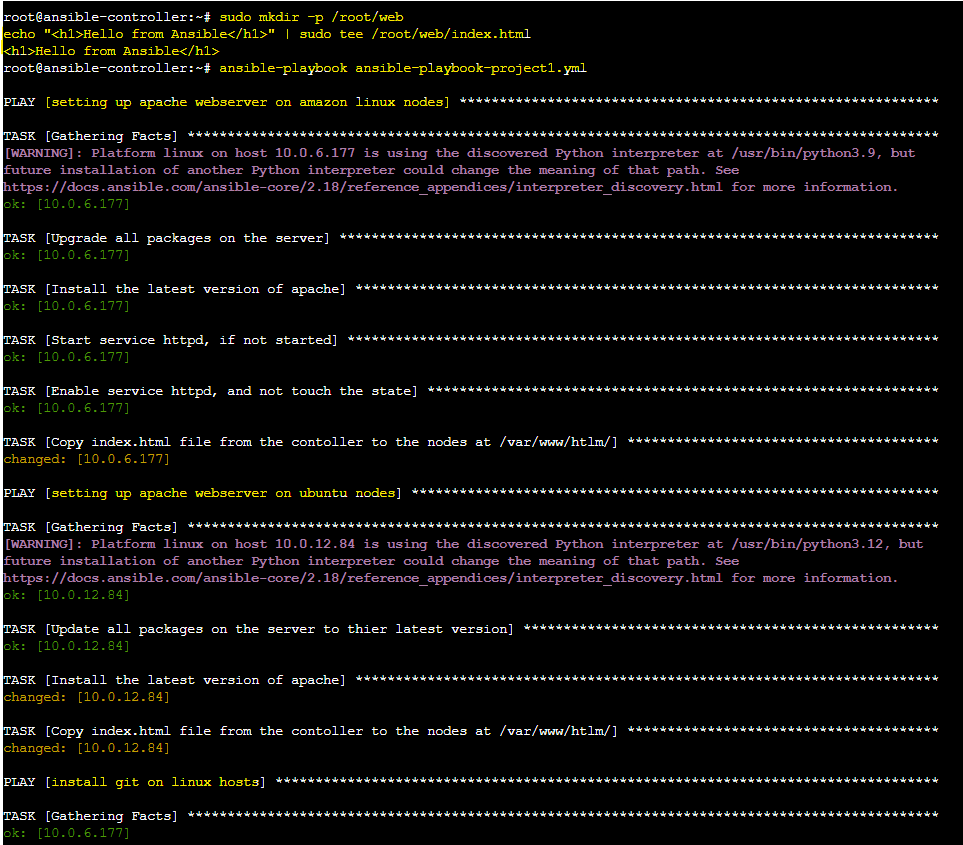 root@ansible-controller:~# sudo mkdir -p /root/web
echo "<h1>Hello from Ansible</h1>" | sudo tee /root/web/index.html
<h1>Hello from Ansible</h1>
root@ansible-controller:~# ansible-playbook ansible-playbook-project1.yml
PLAY [setting up apache webserver on amazon linux nodes] ************************************************************
TASK [Gathering Facts] **********************************************************************************************
[WARNING]: Platform linux on host 10.0.6.177 is using the discovered Python interpreter at /usr/bin/python3.9, but
future installation of another Python interpreter could change the meaning of that path. See
https://docs.ansible.com/ansible-core/2.18/reference_appendices/interpreter_discovery.html for more information.
ok: [10.0.6.177]
TASK [Upgrade all packages on the server] ***************************************************************************
ok: [10.0.6.177]
TASK [Install the latest version of apache] *************************************************************************
ok: [10.0.6.177]
TASK [Start service httpd, if not started] **************************************************************************
ok: [10.0.6.177]
TASK [Enable service httpd, and not touch the state] ****************************************************************
ok: [10.0.6.177]
TASK [Copy index.html file from the contoller to the nodes at /var/www/htlm/] ***************************************
changed: [10.0.6.177]
PLAY [setting up apache webserver on ubuntu nodes] ******************************************************************
TASK [Gathering Facts] **********************************************************************************************
[WARNING]: Platform linux on host 10.0.12.84 is using the discovered Python interpreter at /usr/bin/python3.12, but
future installation of another Python interpreter could change the meaning of that path. See
https://docs.ansible.com/ansible-core/2.18/reference_appendices/interpreter_discovery.html for more information.
ok: [10.0.12.84]
TASK [Update all packages on the server to thier latest version] ****************************************************
ok: [10.0.12.84]
TASK [Install the latest version of apache] *************************************************************************
changed: [10.0.12.84]
TASK [Copy index.html file from the contoller to the nodes at /var/www/htlm/] ***************************************
changed: [10.0.12.84]
PLAY [install git on linux hosts] ***********************************************************************************
TASK [Gathering Facts] **********************************************************************************************
ok: [10.0.6.177]